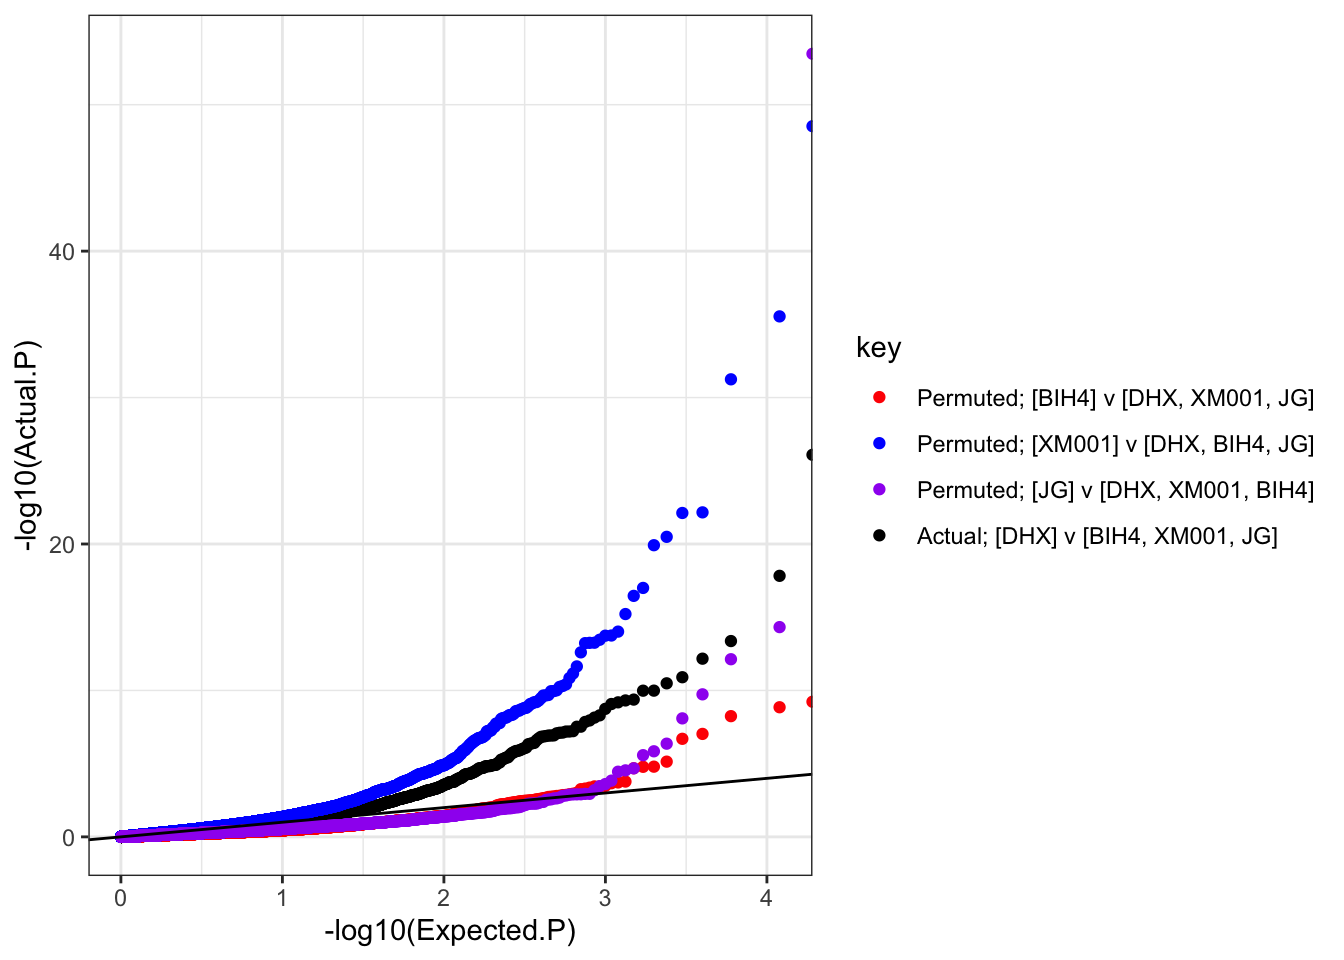 -log10(Actual.P)
40
20
0
0 1 2 3 4
-log10(Expected.P)
key
Permuted; [BIH4] v [DHX, XM001, JG]
Permuted; [XM001] v [DHX, BIH4, JG]
Permuted; [JG] v [DHX, XM001, BIH4]
Actual; [DHX] v [BIH4, XM001, JG]